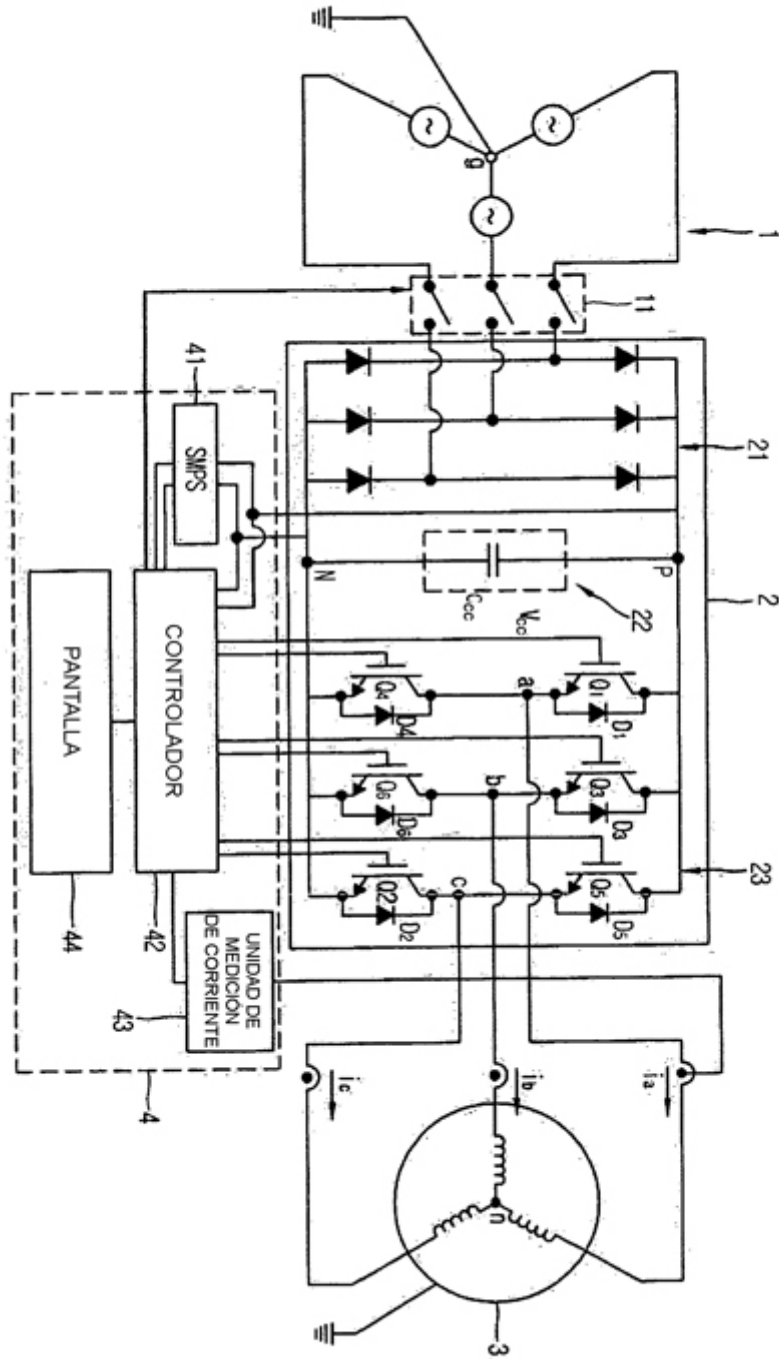 1
g
11
2
21
P
N
22
Vcc
Ccc
23
a
b
c
Q1
D1
Q3
D3
Q5
D5
Q4
D4
Q6
D6
Q2
D2
ia
ib
ic
n
3
41
SMPS
CONTROLADOR
42
PANTALLA
44
UNIDAD DE
MEDICIÓN
DE CORRIENTE
43
4